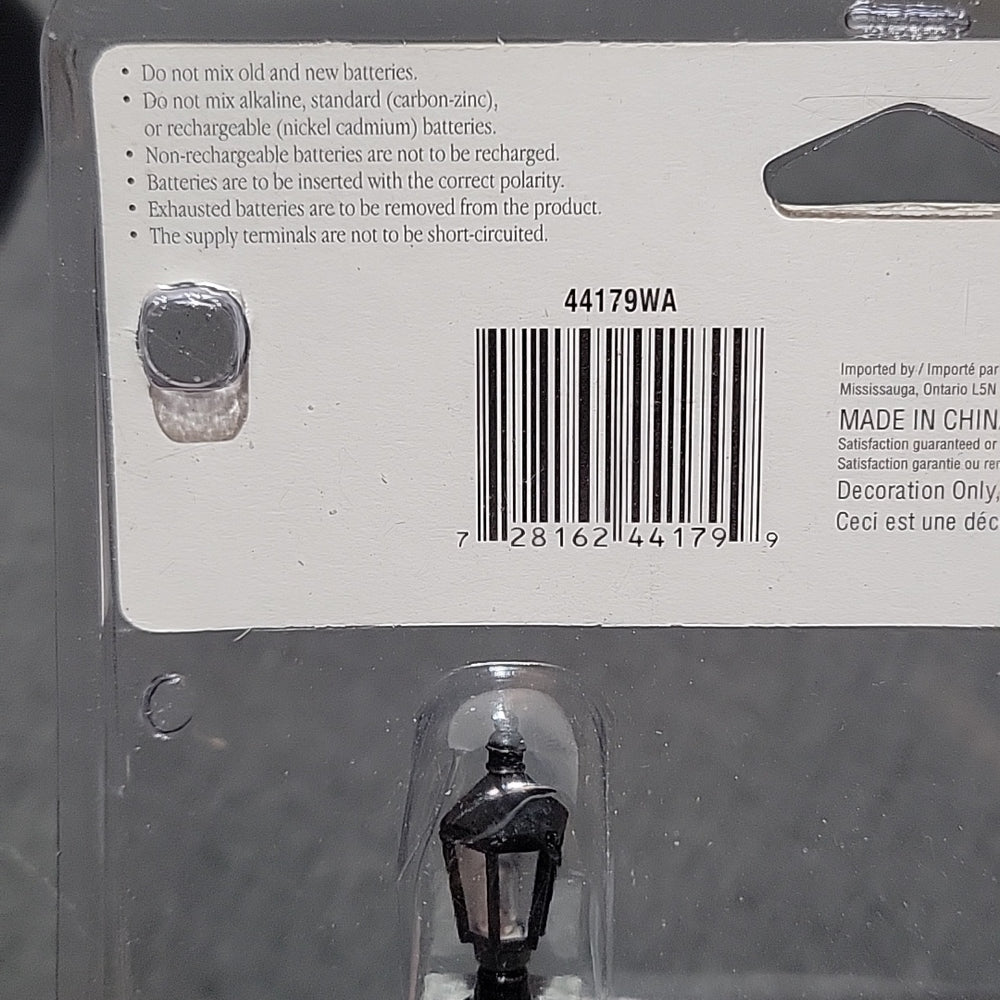 • Do not mix old and new batteries.
• Do not mix alkaline, standard (carbon-zinc),
or rechargeable (nickel cadmium) batteries.
• Non-rechargeable batteries are not to be recharged.
• Batteries are to be inserted with the correct polarity.
• Exhausted batteries are to be removed from the product.
• The supply terminals are not to be short-circuited.
44179WA
7 28162 44179 9
Imported by / Importé par
Mississauga, Ontario L5N
MADE IN CHINA
Satisfaction guaranteed or
Satisfaction garantie ou
Decoration Only,
Ceci est une